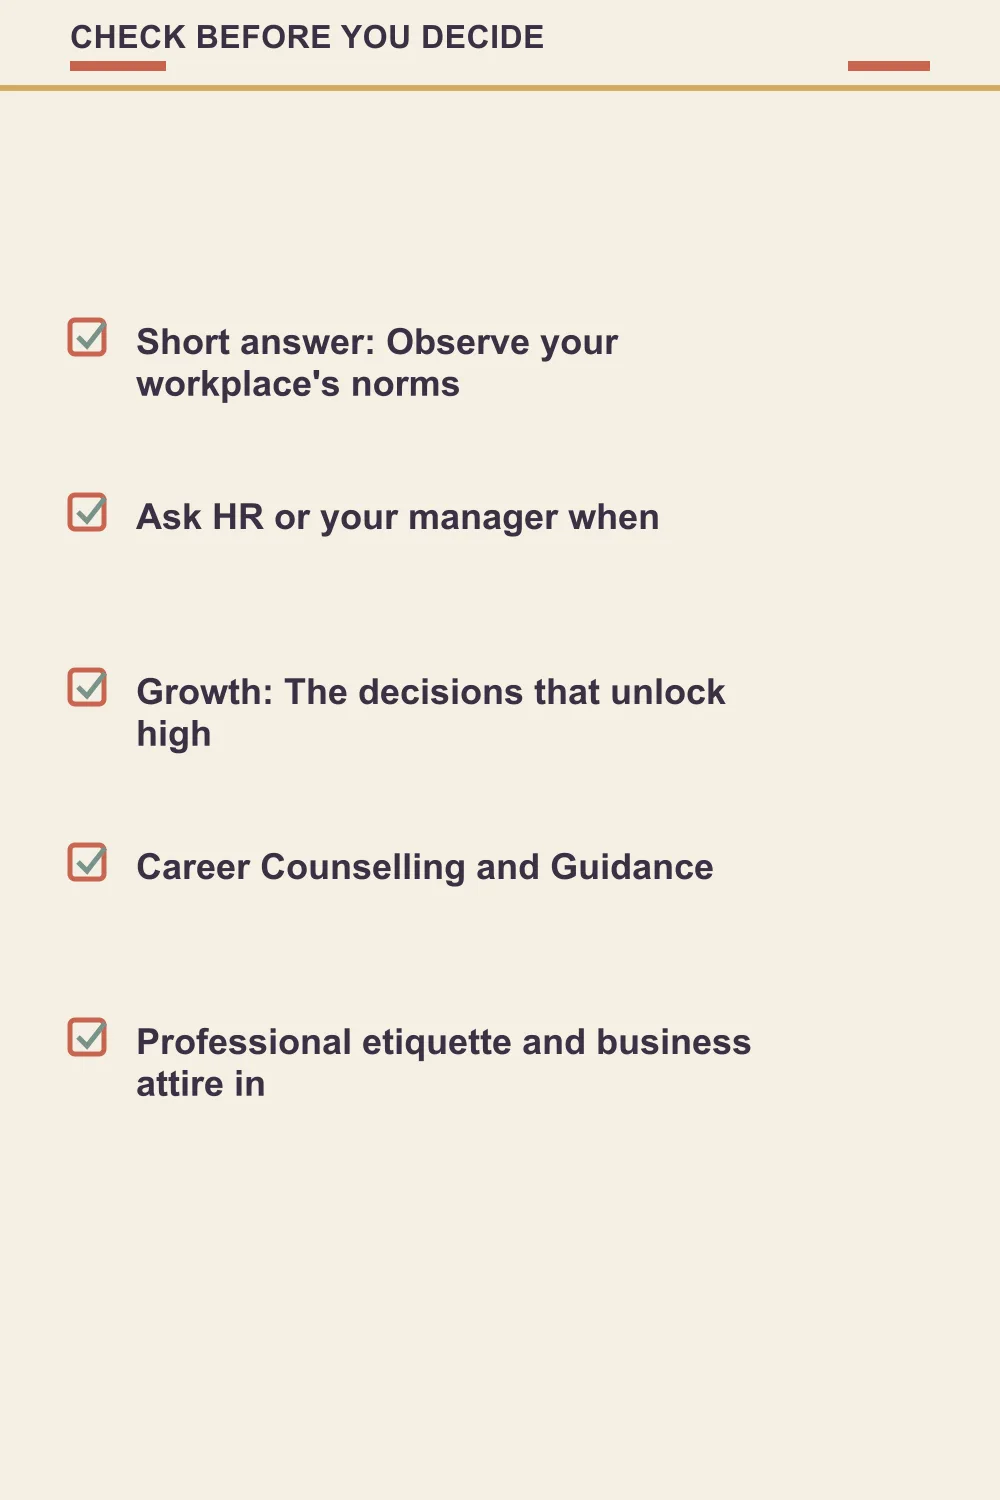 CHECK BEFORE YOU DECIDE
Short answer: Observe your
workplace's norms
Ask HR or your manager when
Growth: The decisions that unlock
high
Career Counselling and Guidance
Professional etiquette and business
attire in